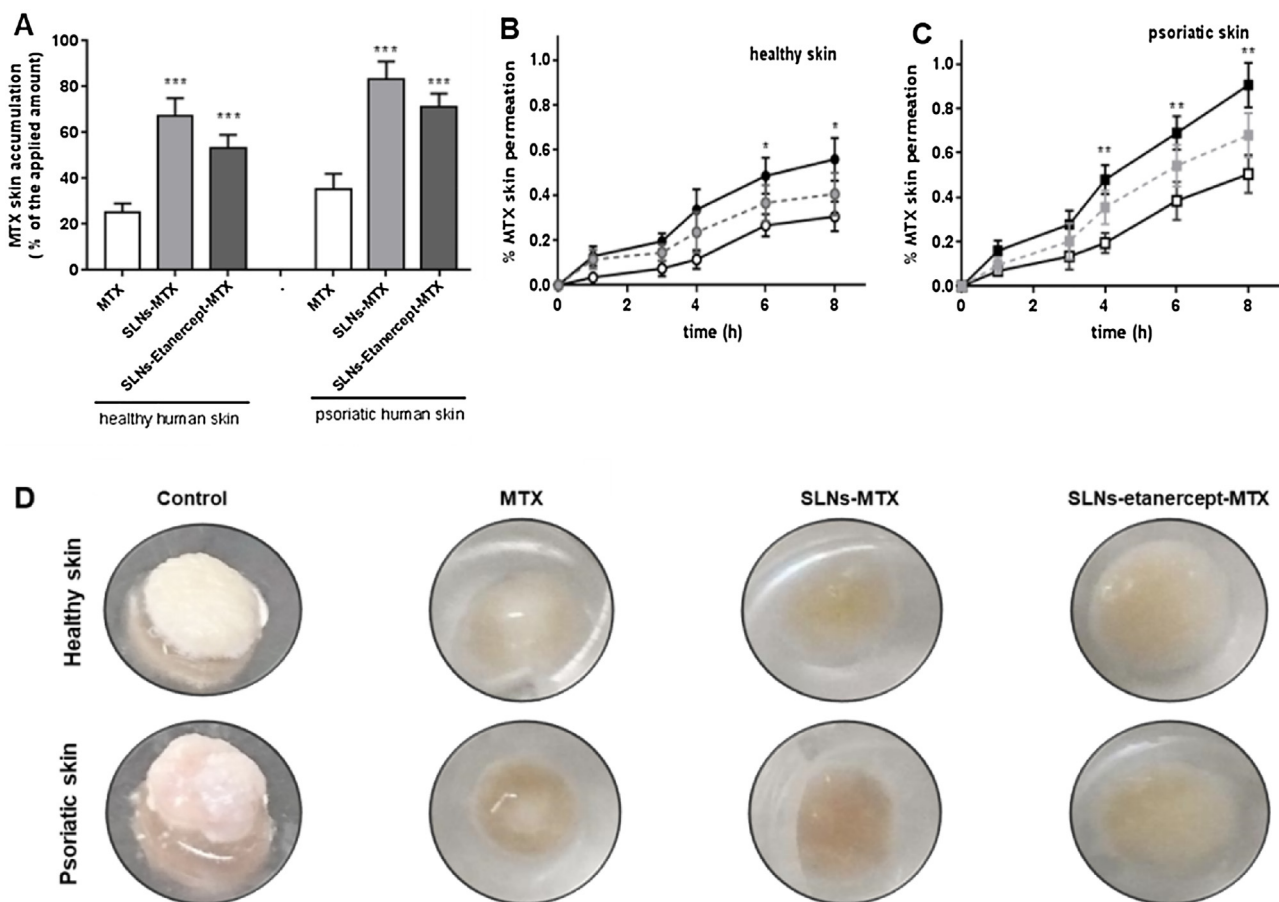 A
MTX skin accumulation
( % of the applied amount)
100
80
60
40
20
0
***
***
***
***
MTX
SLNs-MTX
SLNs-Etanercept-MTX
MTX
SLNs-MTX
SLNs-Etanercept-MTX
healthy human skin
psoriatic human skin
B
healthy skin
% MTX skin permeation
1.0
0.8
0.6
0.4
0.2
0.0
*
*
0 2 4 6 8
time (h)
C
psoriatic skin
% MTX skin permeation
1.0
0.8
0.6
0.4
0.2
0.0
**
**
**
0 2 4 6 8
time (h)
D
Control MTX SLNs-MTX SLNs-etanercept-MTX
Healthy skin
Psoriatic skin